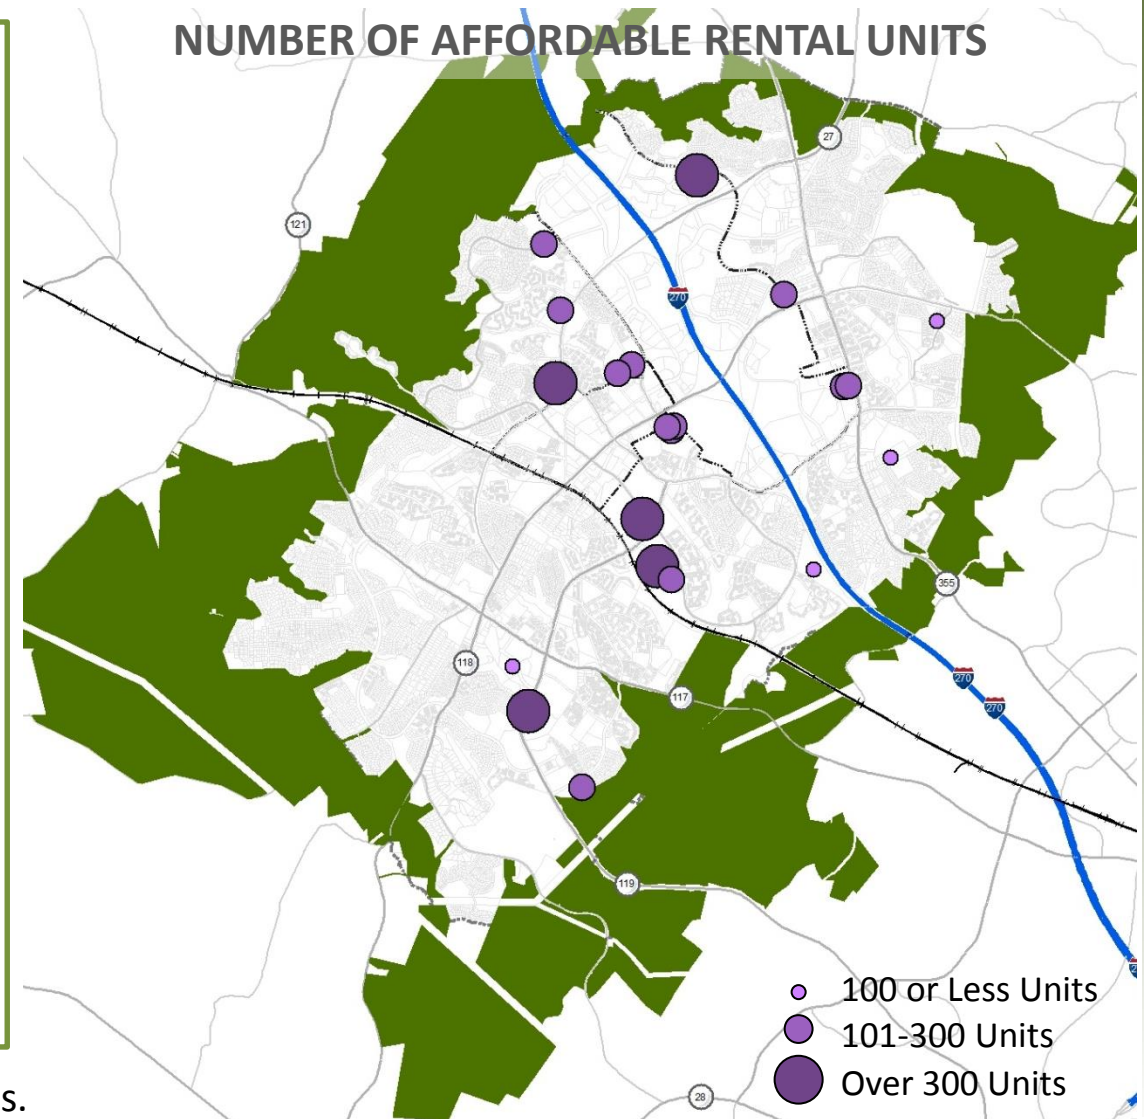 NUMBER OF AFFORDABLE RENTAL UNITS
27
121
270
355
118
117
270
270
119
100 or Less Units
101-300 Units
Over 300 Units
28
s.